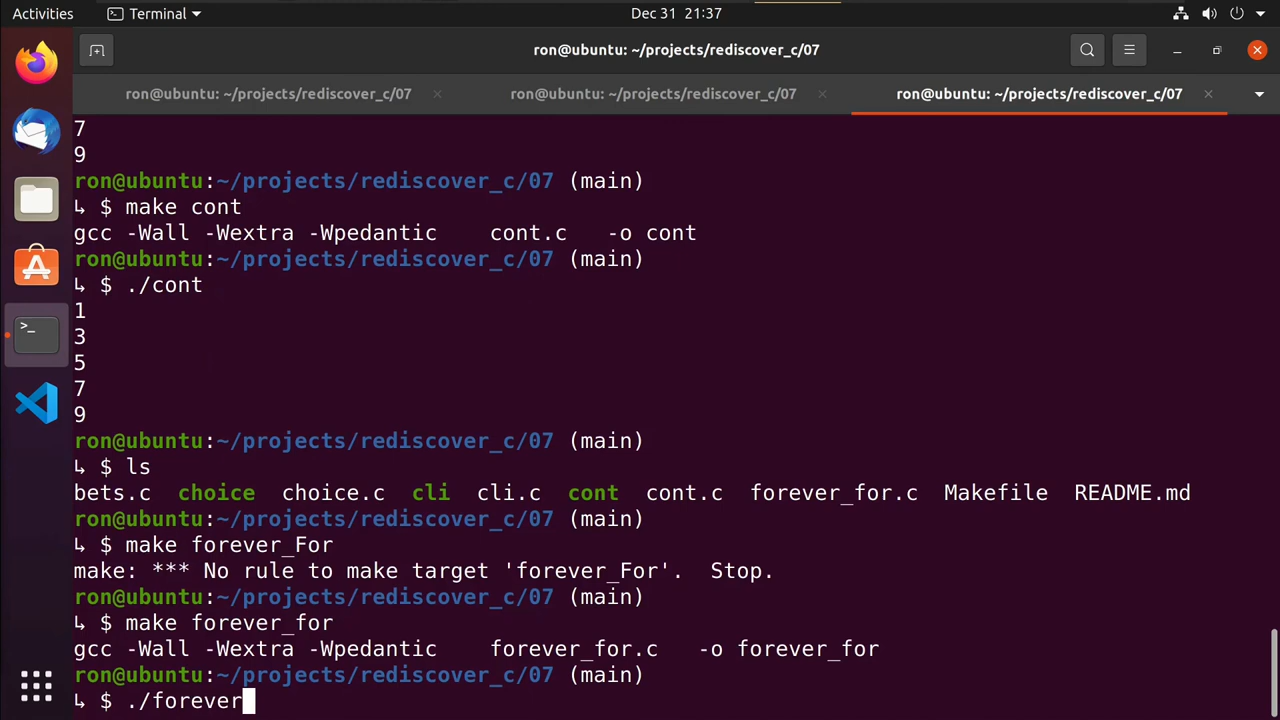 Activities Terminal Dec 31 21:37
ron@ubuntu: ~/projects/rediscover_c/07
ron@ubuntu: ~/projects/rediscover_c/07 ron@ubuntu: ~/projects/rediscover_c/07 ron@ubuntu: ~/projects/rediscover_c/07
7
9
ron@ubuntu:~/projects/rediscover_c/07 (main)
↳ $ make cont
gcc -Wall -Wextra -Wpedantic    cont.c   -o cont
ron@ubuntu:~/projects/rediscover_c/07 (main)
↳ $ ./cont
1
3
5
7
9
ron@ubuntu:~/projects/rediscover_c/07 (main)
↳ $ ls
bets.c  choice  choice.c  cli  cli.c  cont  cont.c  forever_for.c  Makefile  README.md
ron@ubuntu:~/projects/rediscover_c/07 (main)
↳ $ make forever_For
make: *** No rule to make target 'forever_For'.  Stop.
ron@ubuntu:~/projects/rediscover_c/07 (main)
↳ $ make forever_for
gcc -Wall -Wextra -Wpedantic    forever_for.c   -o forever_for
ron@ubuntu:~/projects/rediscover_c/07 (main)
↳ $ ./forever